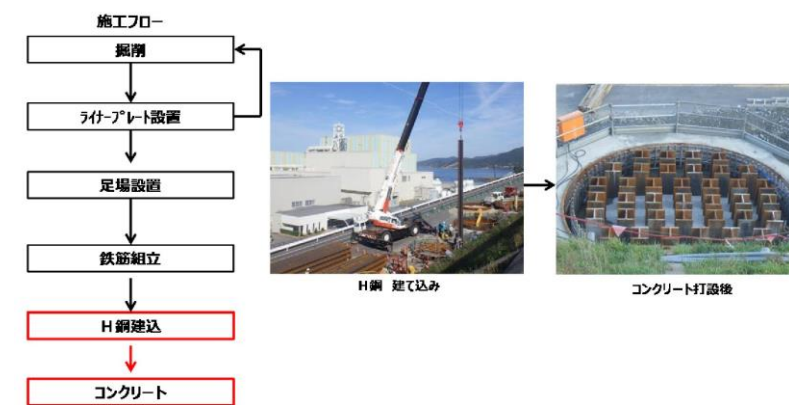 施工フロー
掘削
ﾗｲﾅｰﾌﾟﾚｰﾄ設置
足場設置
鉄筋組立
H鋼建込
コンクリート
H鋼 建て込み
コンクリート打設後